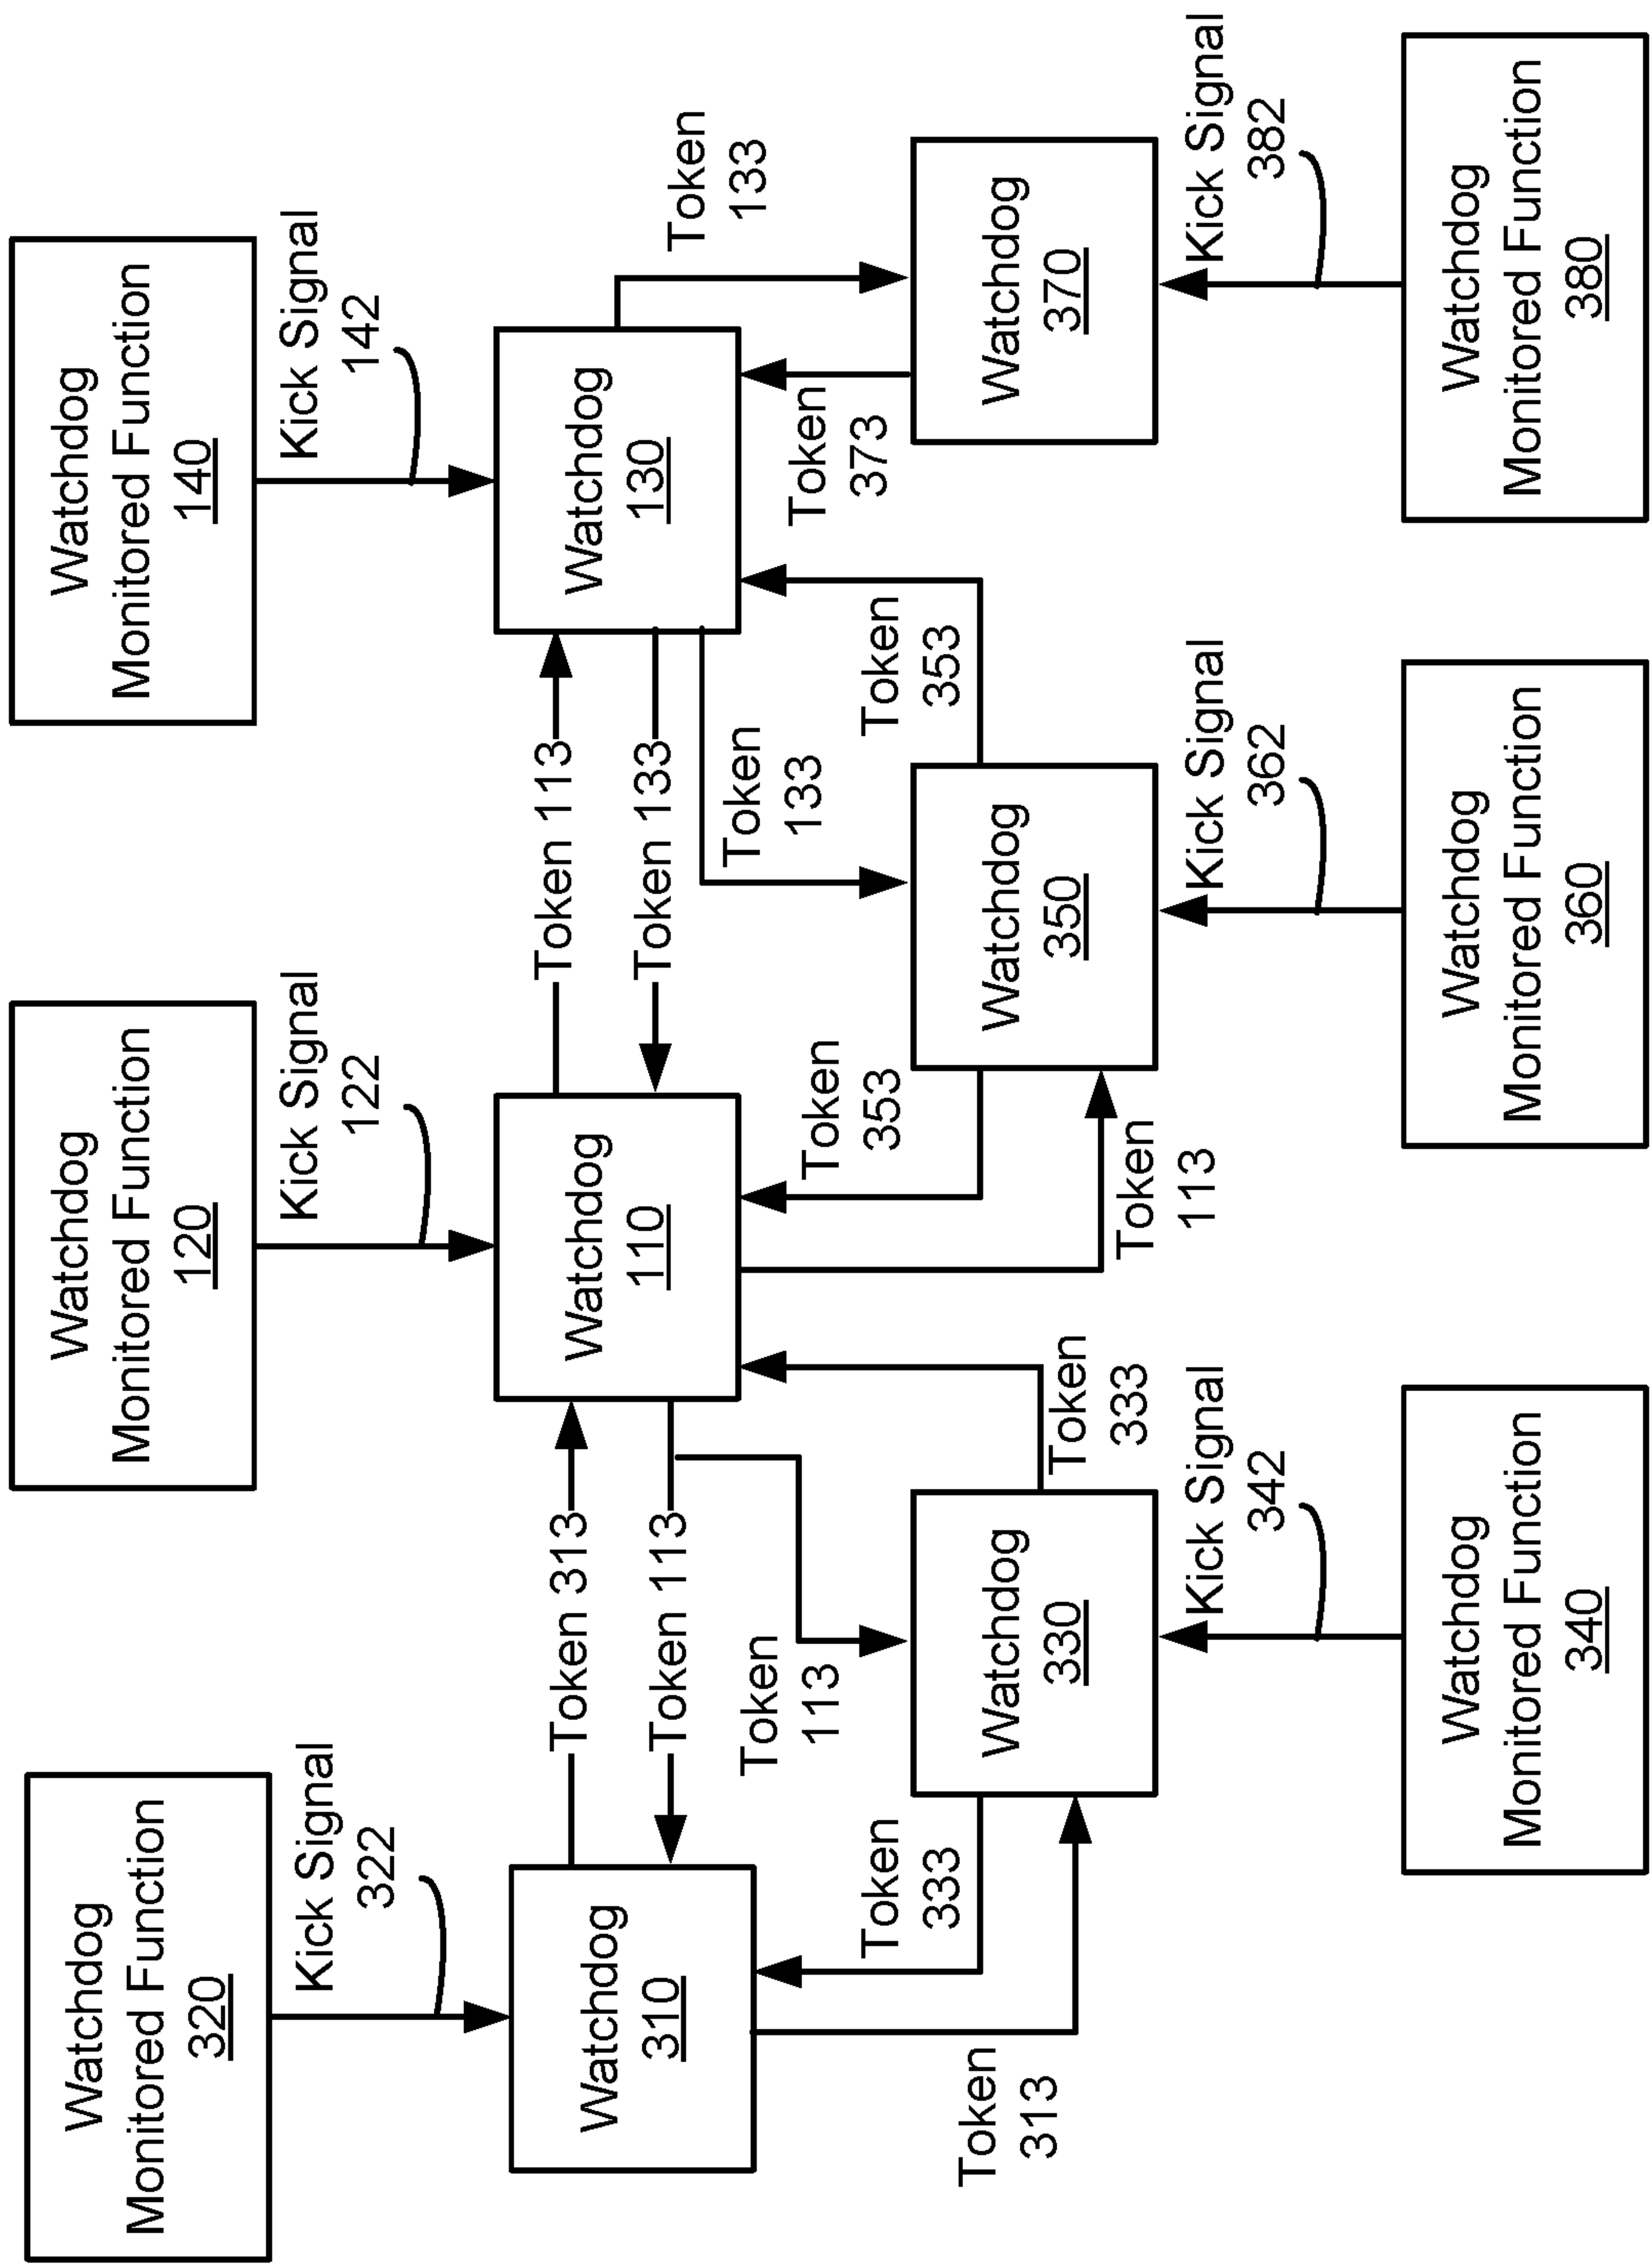 Watchdog
Monitored Function
320
Watchdog
Monitored Function
120
Watchdog
Monitored Function
140
Kick Signal
322
Kick Signal
122
Kick Signal
142
Watchdog
310
Token 313
Token 113
Watchdog
110
Token 113
Token 133
Watchdog
130
Token
133
Token
113
Token
133
Token
373
Token
333
Token
353
Token
353
Token
313
Watchdog
330
Token
333
Token
113
Watchdog
350
Watchdog
370
Kick Signal
342
Kick Signal
362
Kick Signal
382
Watchdog
Monitored Function
340
Watchdog
Monitored Function
360
Watchdog
Monitored Function
380